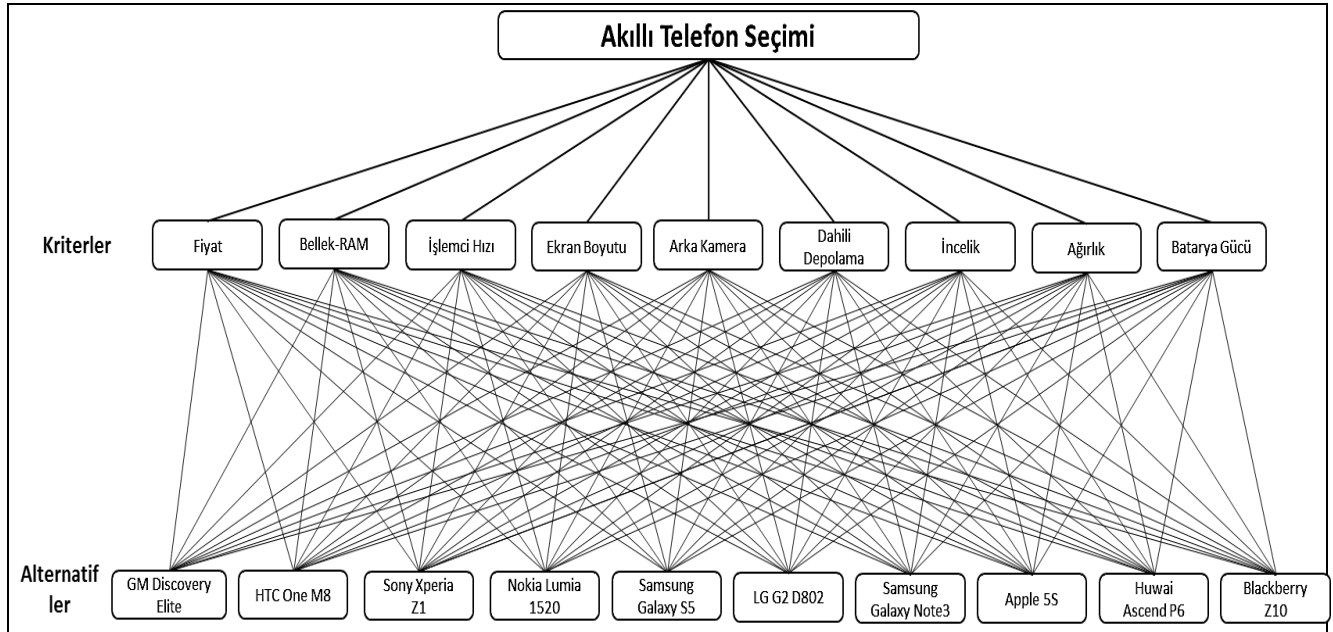 Akıllı Telefon Seçimi
Kriterler
Fiyat
Bellek-RAM
İşlemci Hızı
Ekran Boyutu
Arka Kamera
Dahili
Depolama
İncelik
Ağırlık
Batarya Gücü
Alternatif
ler
GM Discovery
Elite
HTC One M8
Sony Xperia
Z1
Nokia Lumia
1520
Samsung
Galaxy S5
LG G2 D802
Samsung
Galaxy Note3
Apple 5S
Huwai
Ascend P6
Blackberry
Z10